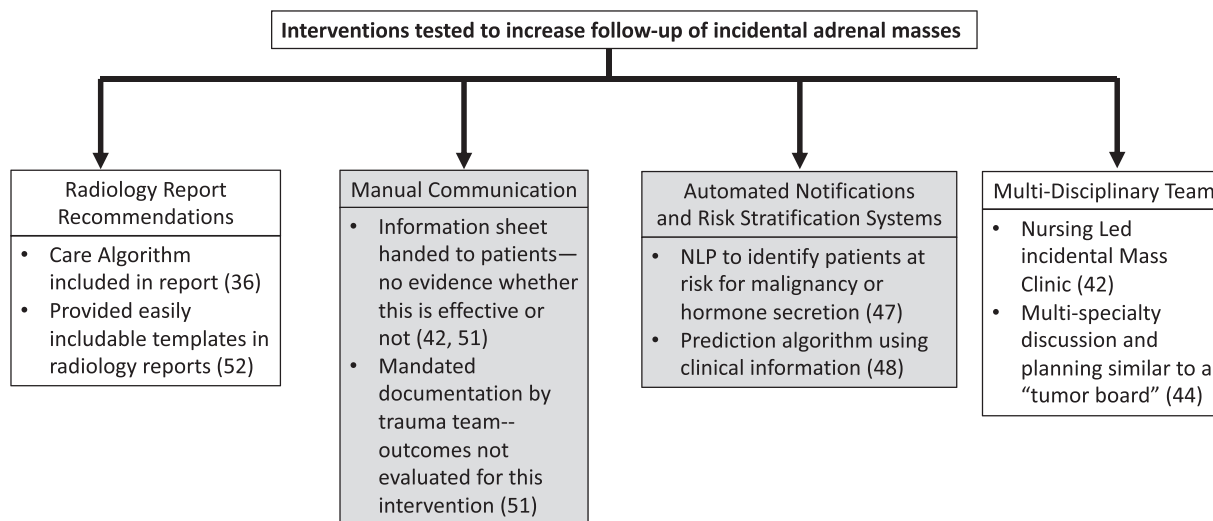 Interventions tested to increase follow-up of incidental adrenal masses
Radiology Report
Recommendations
• Care Algorithm
included in report (36)
• Provided easily
includable templates in
radiology reports (52)
Manual Communication
• Information sheet
handed to patients—
no evidence whether
this is effective or
not (42, 51)
• Mandated
documentation by
trauma team--
outcomes not
evaluated for this
intervention (51)
Automated Notifications
and Risk Stratification Systems
• NLP to identify patients at
risk for malignancy or
hormone secretion (47)
• Prediction algorithm using
clinical information (48)
Multi-Disciplinary Team
• Nursing Led
incidental Mass
Clinic (42)
• Multi-specialty
discussion and
planning similar to a
“tumor board” (44)